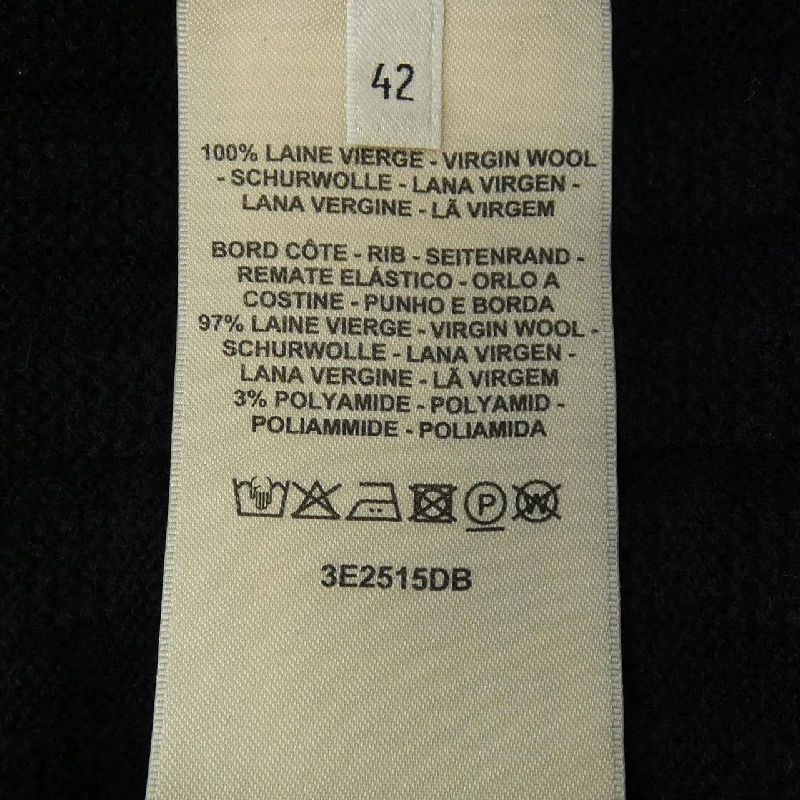 42
100% LAINE VIERGE - VIRGIN WOOL
- SCHURWOLLE - LANA VIRGEN -
LANA VERGINE - LÃ VIRGEM
BORD CÔTE - RIB - SEITENRAND -
REMATE ELÁSTICO - ORLO A
COSTINE - PUNHO E BORDA
97% LAINE VIERGE - VIRGIN WOOL -
SCHURWOLLE - LANA VIRGEN -
LANA VERGINE - LÃ VIRGEM
3% POLYAMIDE - POLYAMID -
POLIAMMIDE - POLIAMIDA
P W
3E2515DB